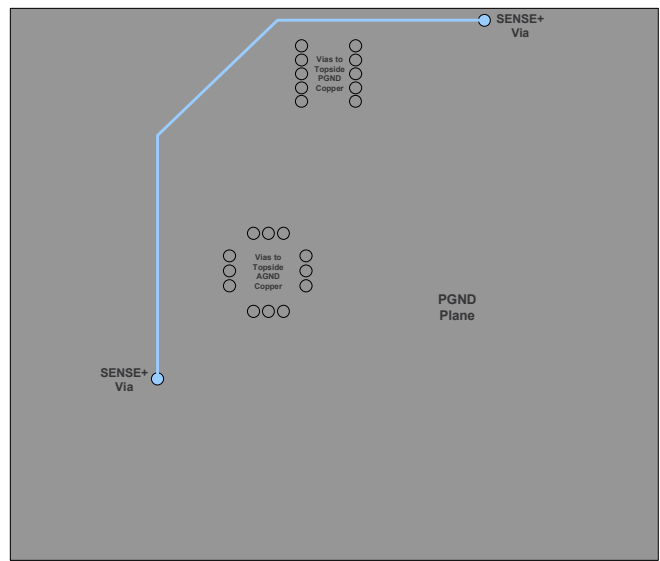 SENSE+
Via
Vias to
Topside
PGND
Copper
Vias to
Topside
AGND
Copper
PGND
Plane
SENSE+
Via